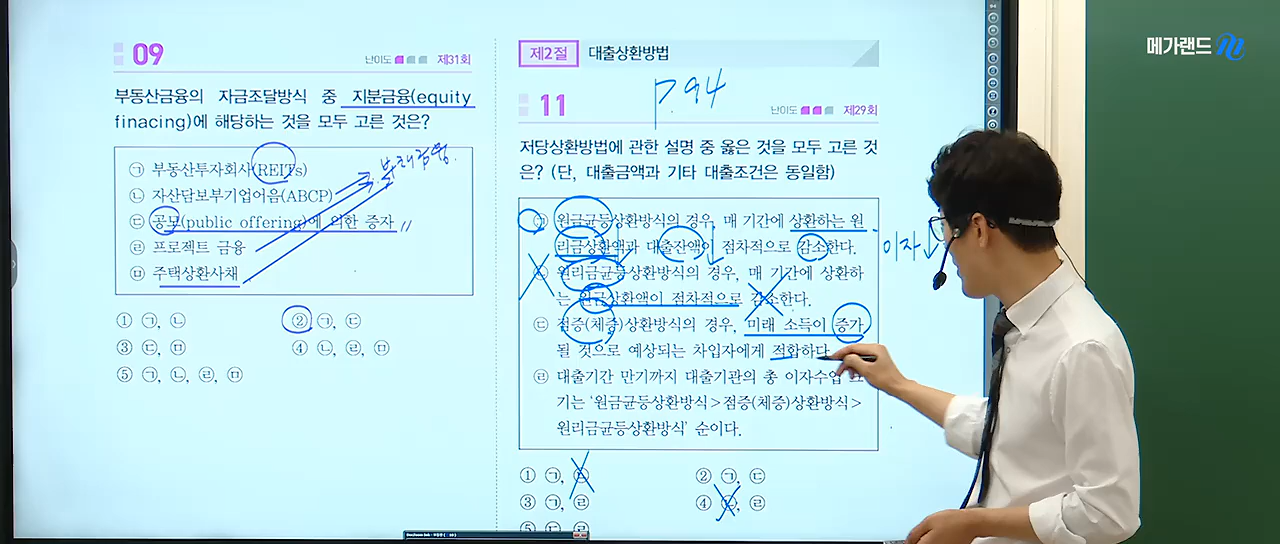 메가랜드
09
난이도 제31회
부동산금융의 자금조달방식 중 지분금융(equity
finacing)에 해당하는 것을 모두 고른 것은?
㉠ 부동산투자회사(REITs)
㉡ 자산담보부기업어음(ABCP)
㉢ 공모(public offering)에 의한 증자
㉣ 프로젝트 금융
㉤ 주택상환사채
부채금융.
① ㉠, ㉡
② ㉠, ㉢
③ ㉢, ㉤
④ ㉡, ㉣, ㉤
⑤ ㉠, ㉡, ㉣, ㉤
제2절 대출상환방법
P.94
11
난이도 제29회
저당상환방법에 관한 설명 중 옳은 것을 모두 고른 것
은? (단, 대출금액과 기타 대출조건은 동일함)
㉠ 원금균등상환방식의 경우, 매 기간에 상환하는 원
리금상환액과 대출잔액이 점차적으로 감소한다.
㉡ 원리금균등상환방식의 경우, 매 기간에 상환하
는 원금상환액이 점차적으로 감소한다.
㉢ 점증(체증)상환방식의 경우, 미래 소득이 증가
될 것으로 예상되는 차입자에게 적합하다.
㉣ 대출기간 만기까지 대출기관의 총 이자수입 크
기는 ‘원금균등상환방식>점증(체증)상환방식>
원리금균등상환방식’ 순이다.
이자↓
① ㉠, ㉡
② ㉠, ㉢
③ ㉠, ㉣
④ ㉡, ㉣
⑤ ㉢, ㉣